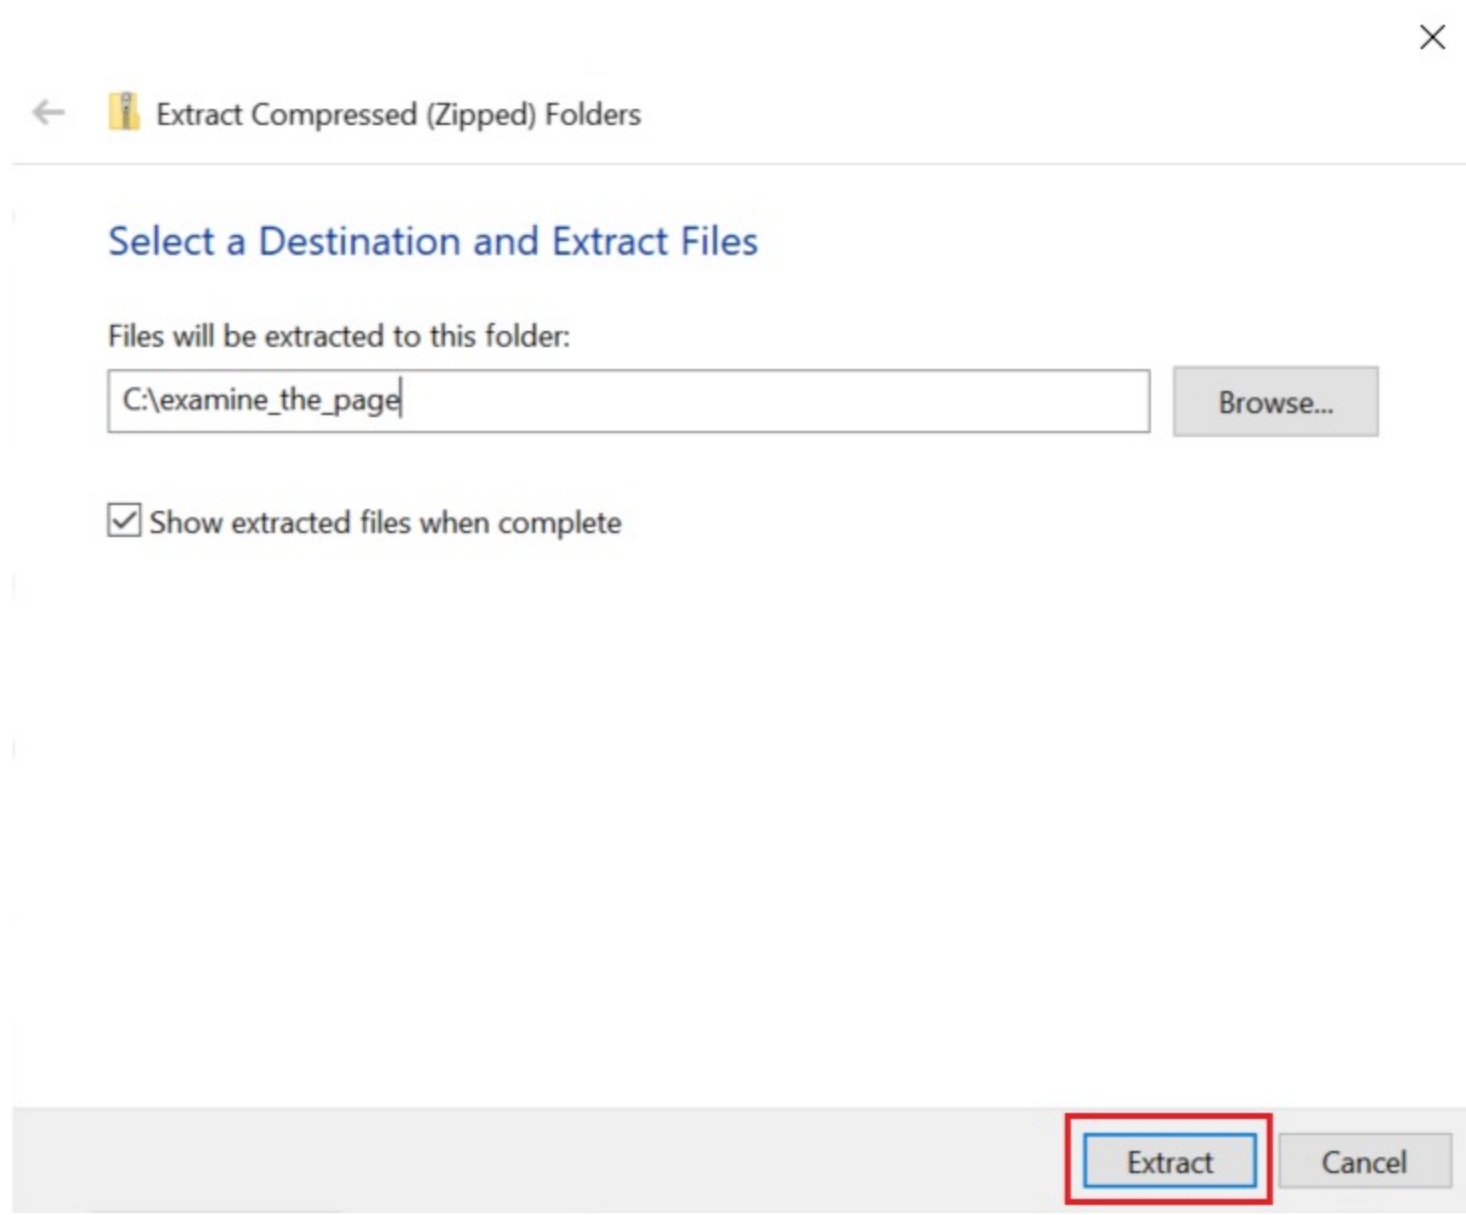 Extract Compressed (Zipped) Folders
Select a Destination and Extract Files
Files will be extracted to this folder:
C:\examine_the_page
Browse...
Show extracted files when complete
Extract
Cancel